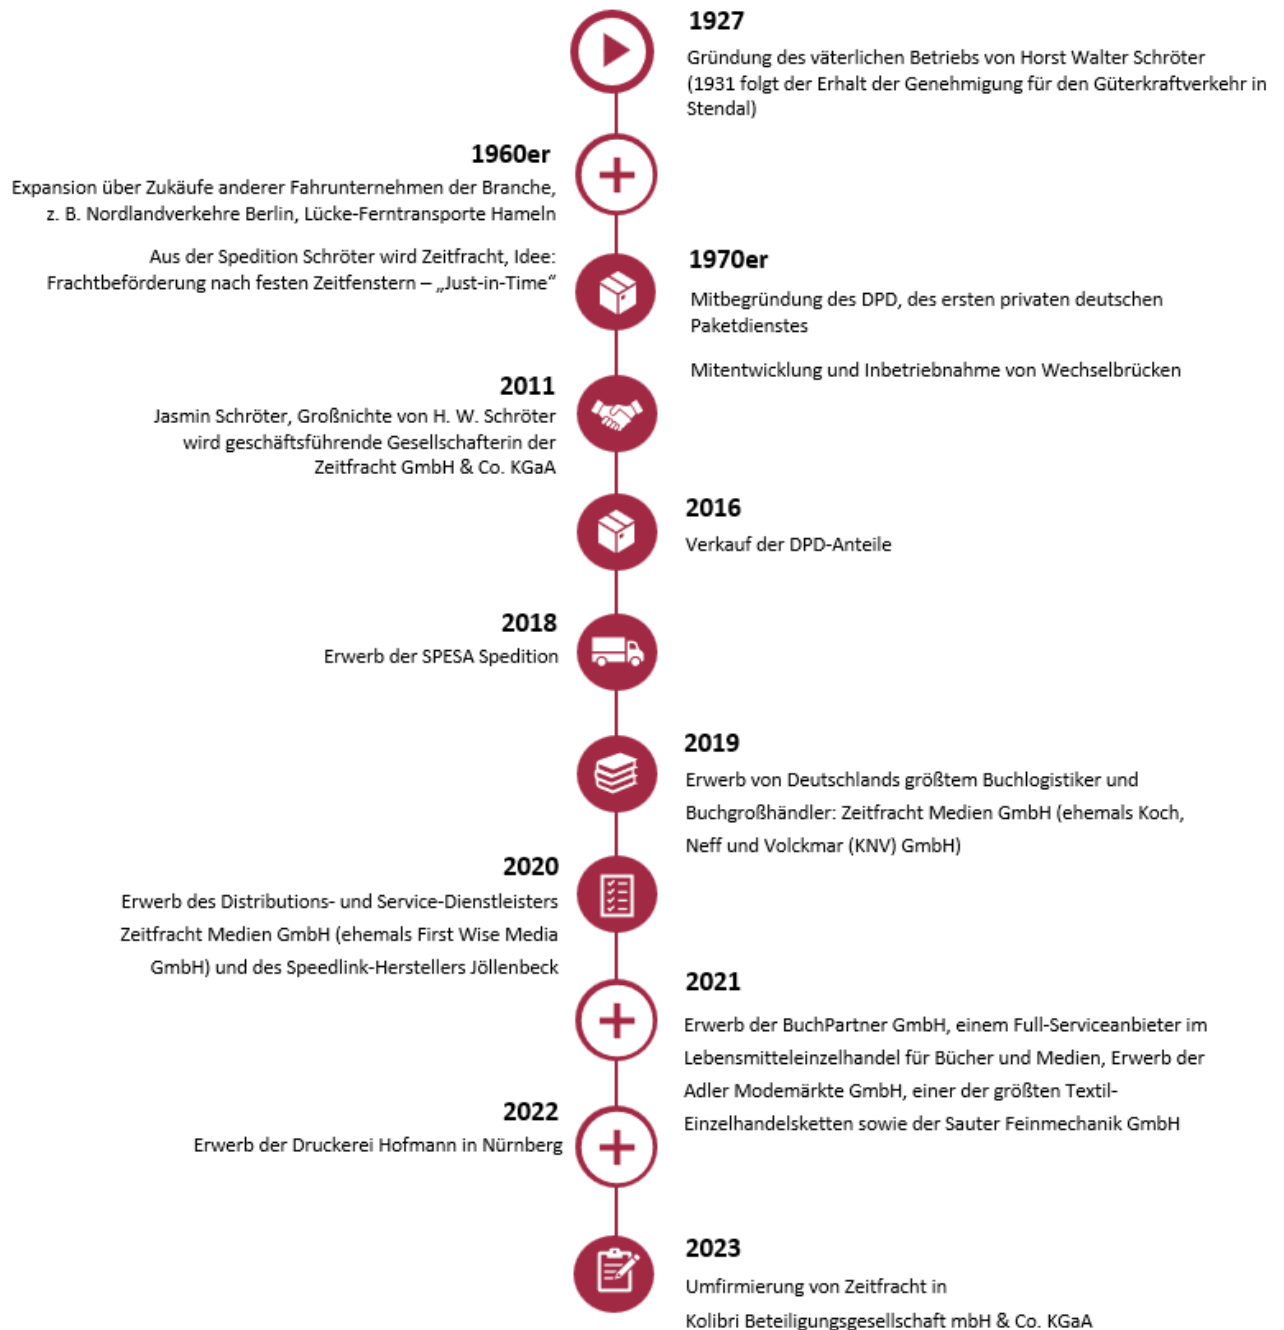 1927
Gründung des väterlichen Betriebs von Horst Walter Schröter
(1931 folgt der Erhalt der Genehmigung für den Güterkraftverkehr in
Stendal)
1960er
Expansion über Zukäufe anderer Fahrunternehmen der Branche,
z. B. Nordlandverkehre Berlin, Lücke-Ferntransporte Hameln
Aus der Spedition Schröter wird Zeitfracht, Idee:
Frachtbeförderung nach festen Zeitfenstern – „Just-in-Time“
1970er
Mitbegründung des DPD, des ersten privaten deutschen
Paketdienstes
Mitentwicklung und Inbetriebnahme von Wechselbrücken
2011
Jasmin Schröter, Großnichte von H. W. Schröter
wird geschäftsführende Gesellschafterin der
Zeitfracht GmbH & Co. KGaA
2016
Verkauf der DPD-Anteile
2018
Erwerb der SPESA Spedition
2019
Erwerb von Deutschlands größtem Buchlogistiker und
Buchgroßhändler: Zeitfracht Medien GmbH (ehemals Koch,
Neff und Volckmar (KNV) GmbH)
2020
Erwerb des Distributions- und Service-Dienstleisters
Zeitfracht Medien GmbH (ehemals First Wise Media
GmbH) und des Speedlink-Herstellers Jöllenbeck
2021
Erwerb der BuchPartner GmbH, einem Full-Serviceanbieter im
Lebensmitteleinzelhandel für Bücher und Medien, Erwerb der
Adler Modemärkte GmbH, einer der größten Textil-
Einzelhandelsketten sowie der Sauter Feinmechanik GmbH
2022
Erwerb der Druckerei Hofmann in Nürnberg
2023
Umfirmierung von Zeitfracht in
Kolibri Beteiligungsgesellschaft mbH & Co. KGaA